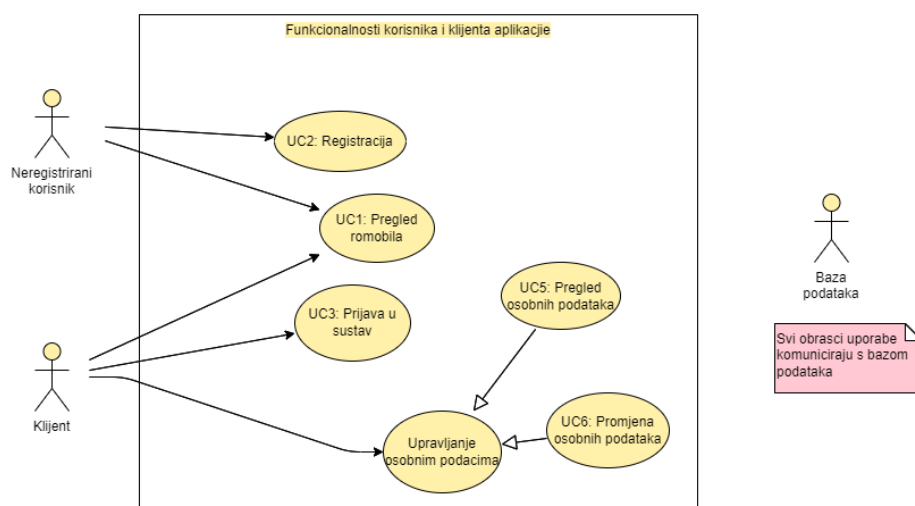 Funkcionalnosti korisnika i klijenta aplikacjie
UC2: Registracija
Neregistrirani
korisnik
UC1: Pregled
romobila
UC5: Pregled
osobnih podataka
Baza
podataka
UC3: Prijava u
sustav
Svi obrasci uporabe
komuniciraju s bazom
podataka
Klijent
UC6: Promjena
osobnih podataka
Upravljanje
osobnim podacima